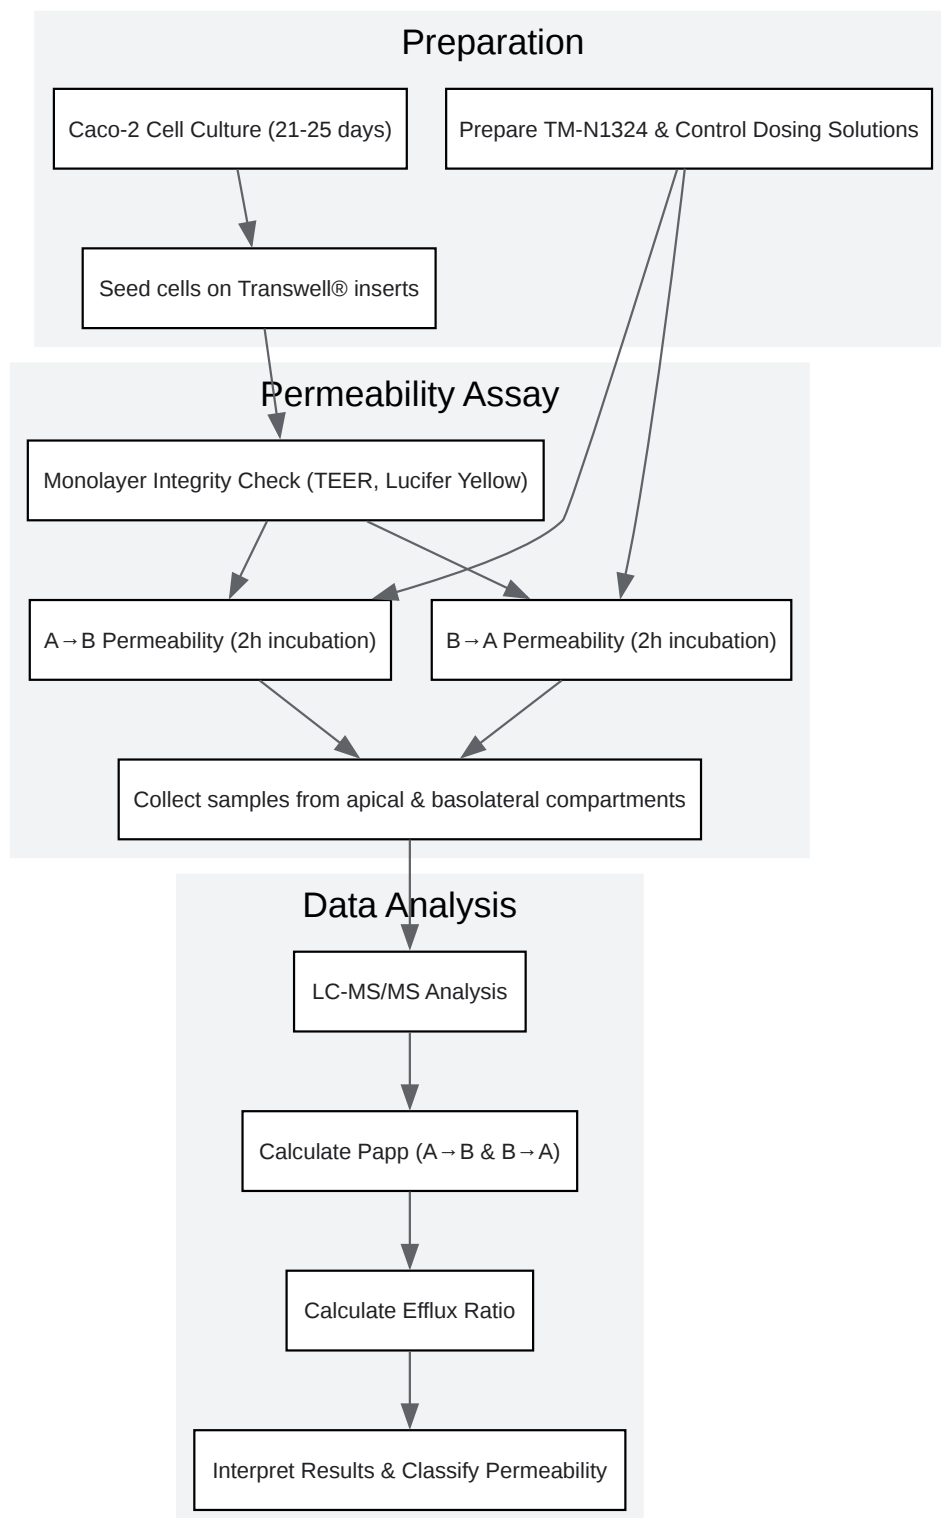 Preparation
Caco-2 Cell Culture (21-25 days)
Prepare TM-N1324 & Control Dosing Solutions
Seed cells on Transwell® inserts
Permeability Assay
Monolayer Integrity Check (TEER, Lucifer Yellow)
A→B Permeability (2h incubation)
B→A Permeability (2h incubation)
Collect samples from apical & basolateral compartments
Data Analysis
LC-MS/MS Analysis
Calculate Papp (A→B & B→A)
Calculate Efflux Ratio
Interpret Results & Classify Permeability